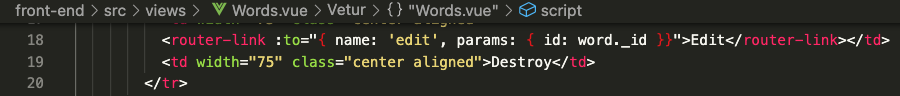 front-end > src > views > Words.vue > Vetur > {} "Words.vue" > script
18 <router-link :to="{ name: 'edit', params: { id: word._id }}">Edit</router-link></td>
19 <td width="75" class="center aligned">Destroy</td>
20 </tr>